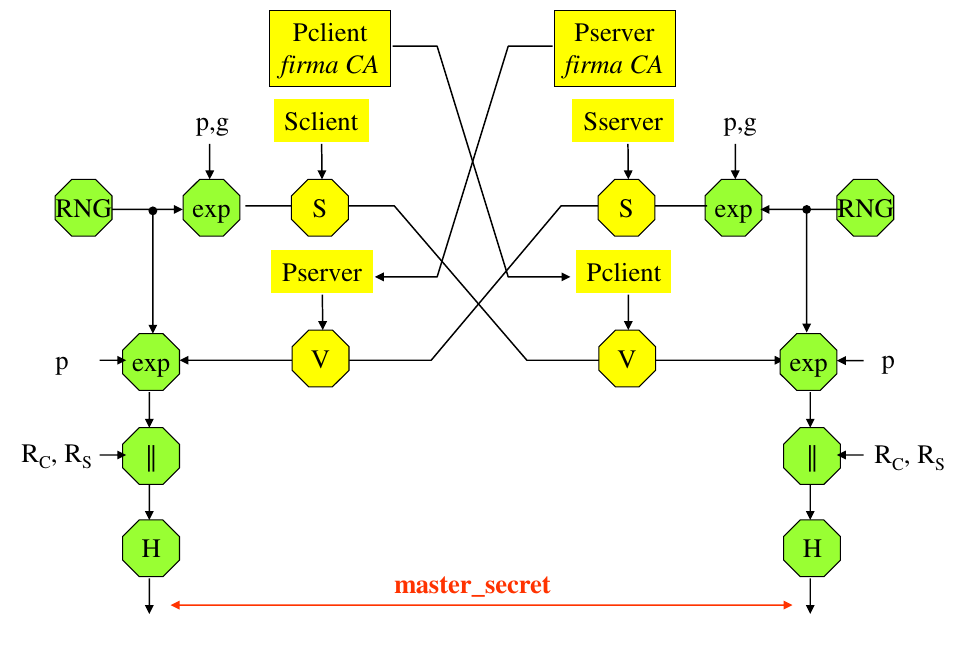 Pclient
firma CA
Pserver
firma CA
p,g
Sclient
Sserver
p,g
RNG
exp
S
S
exp
RNG
Pserver
Pclient
p
exp
V
V
exp
p
R_C, R_S
||
||
R_C, R_S
H
H
master_secret